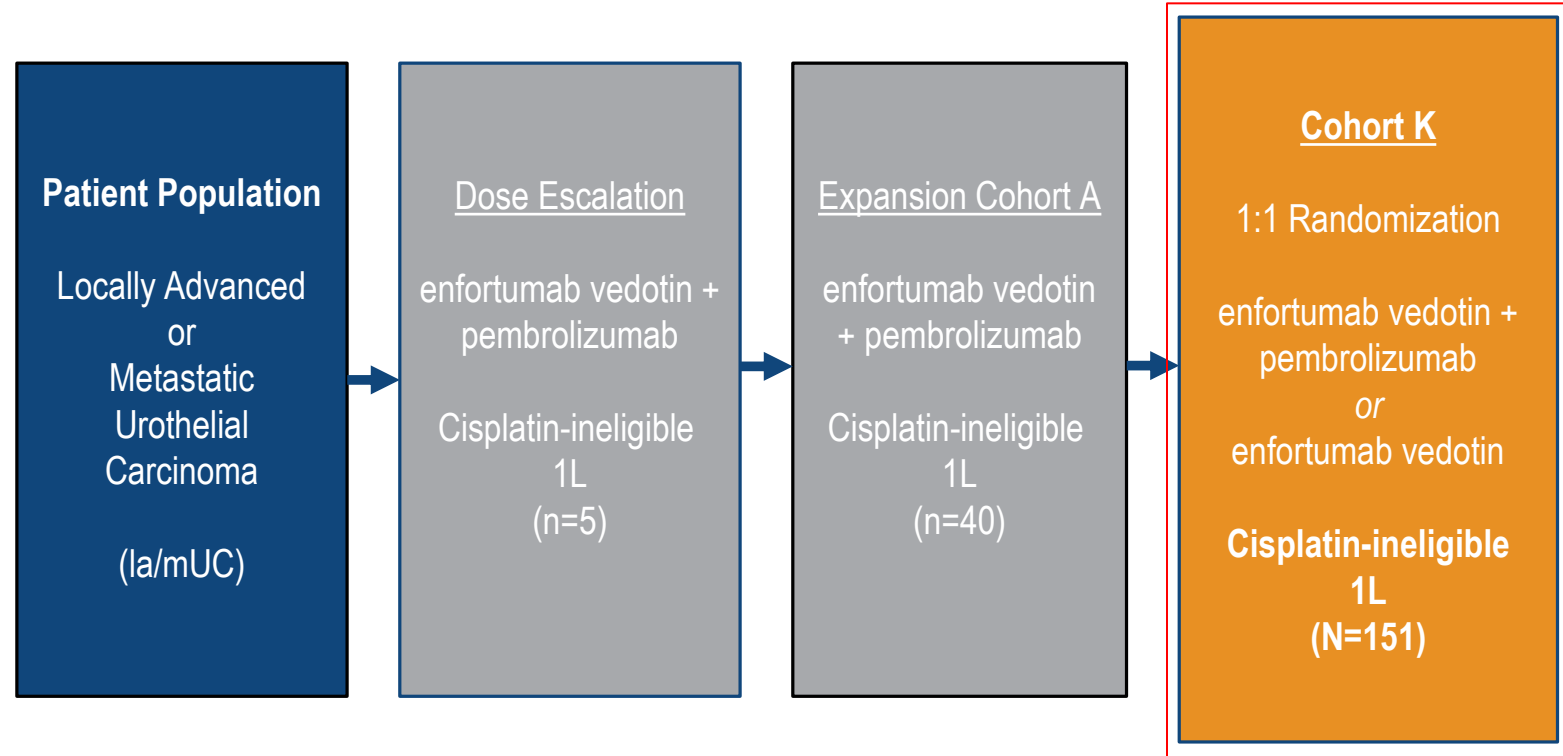 Patient Population
Locally Advanced
or
Metastatic
Urothelial
Carcinoma
(la/mUC)
Dose Escalation
enfortumab vedotin +
pembrolizumab
Cisplatin-ineligible
1L
(n=5)
Expansion Cohort A
enfortumab vedotin
+ pembrolizumab
Cisplatin-ineligible
1L
(n=40)
Cohort K
1:1 Randomization
enfortumab vedotin +
pembrolizumab
or
enfortumab vedotin
Cisplatin-ineligible
1L
(N=151)